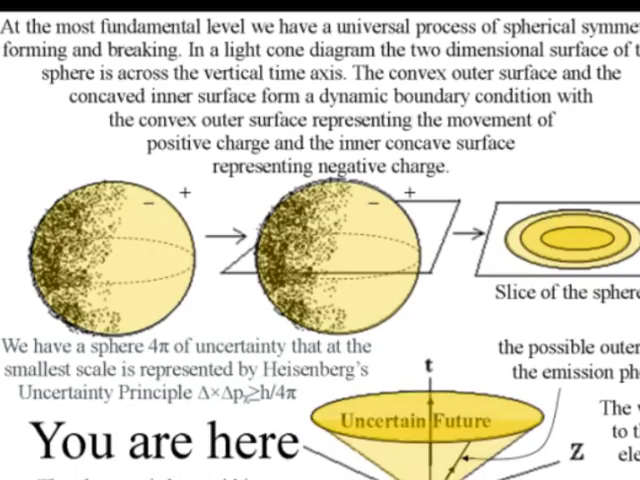 At the most fundamental level we have a universal process of spherical
forming and breaking. In a light cone diagram the two dimensional surface of
sphere is across the vertical time axis. The convex outer surface and the
concaved inner surface form a dynamic boundary condition with
the convex outer surface representing the movement of
positive charge and the inner concave surface
representing negative charge.
− +
− +
Slice of the sphere
We have a sphere 4π of uncertainty that at the
smallest scale is represented by Heisenberg's
Uncertainty Principle Δ×Δpₓ≥h/4π
the possible outer
the emission
t
Uncertain Future
You are here
The
to
Z